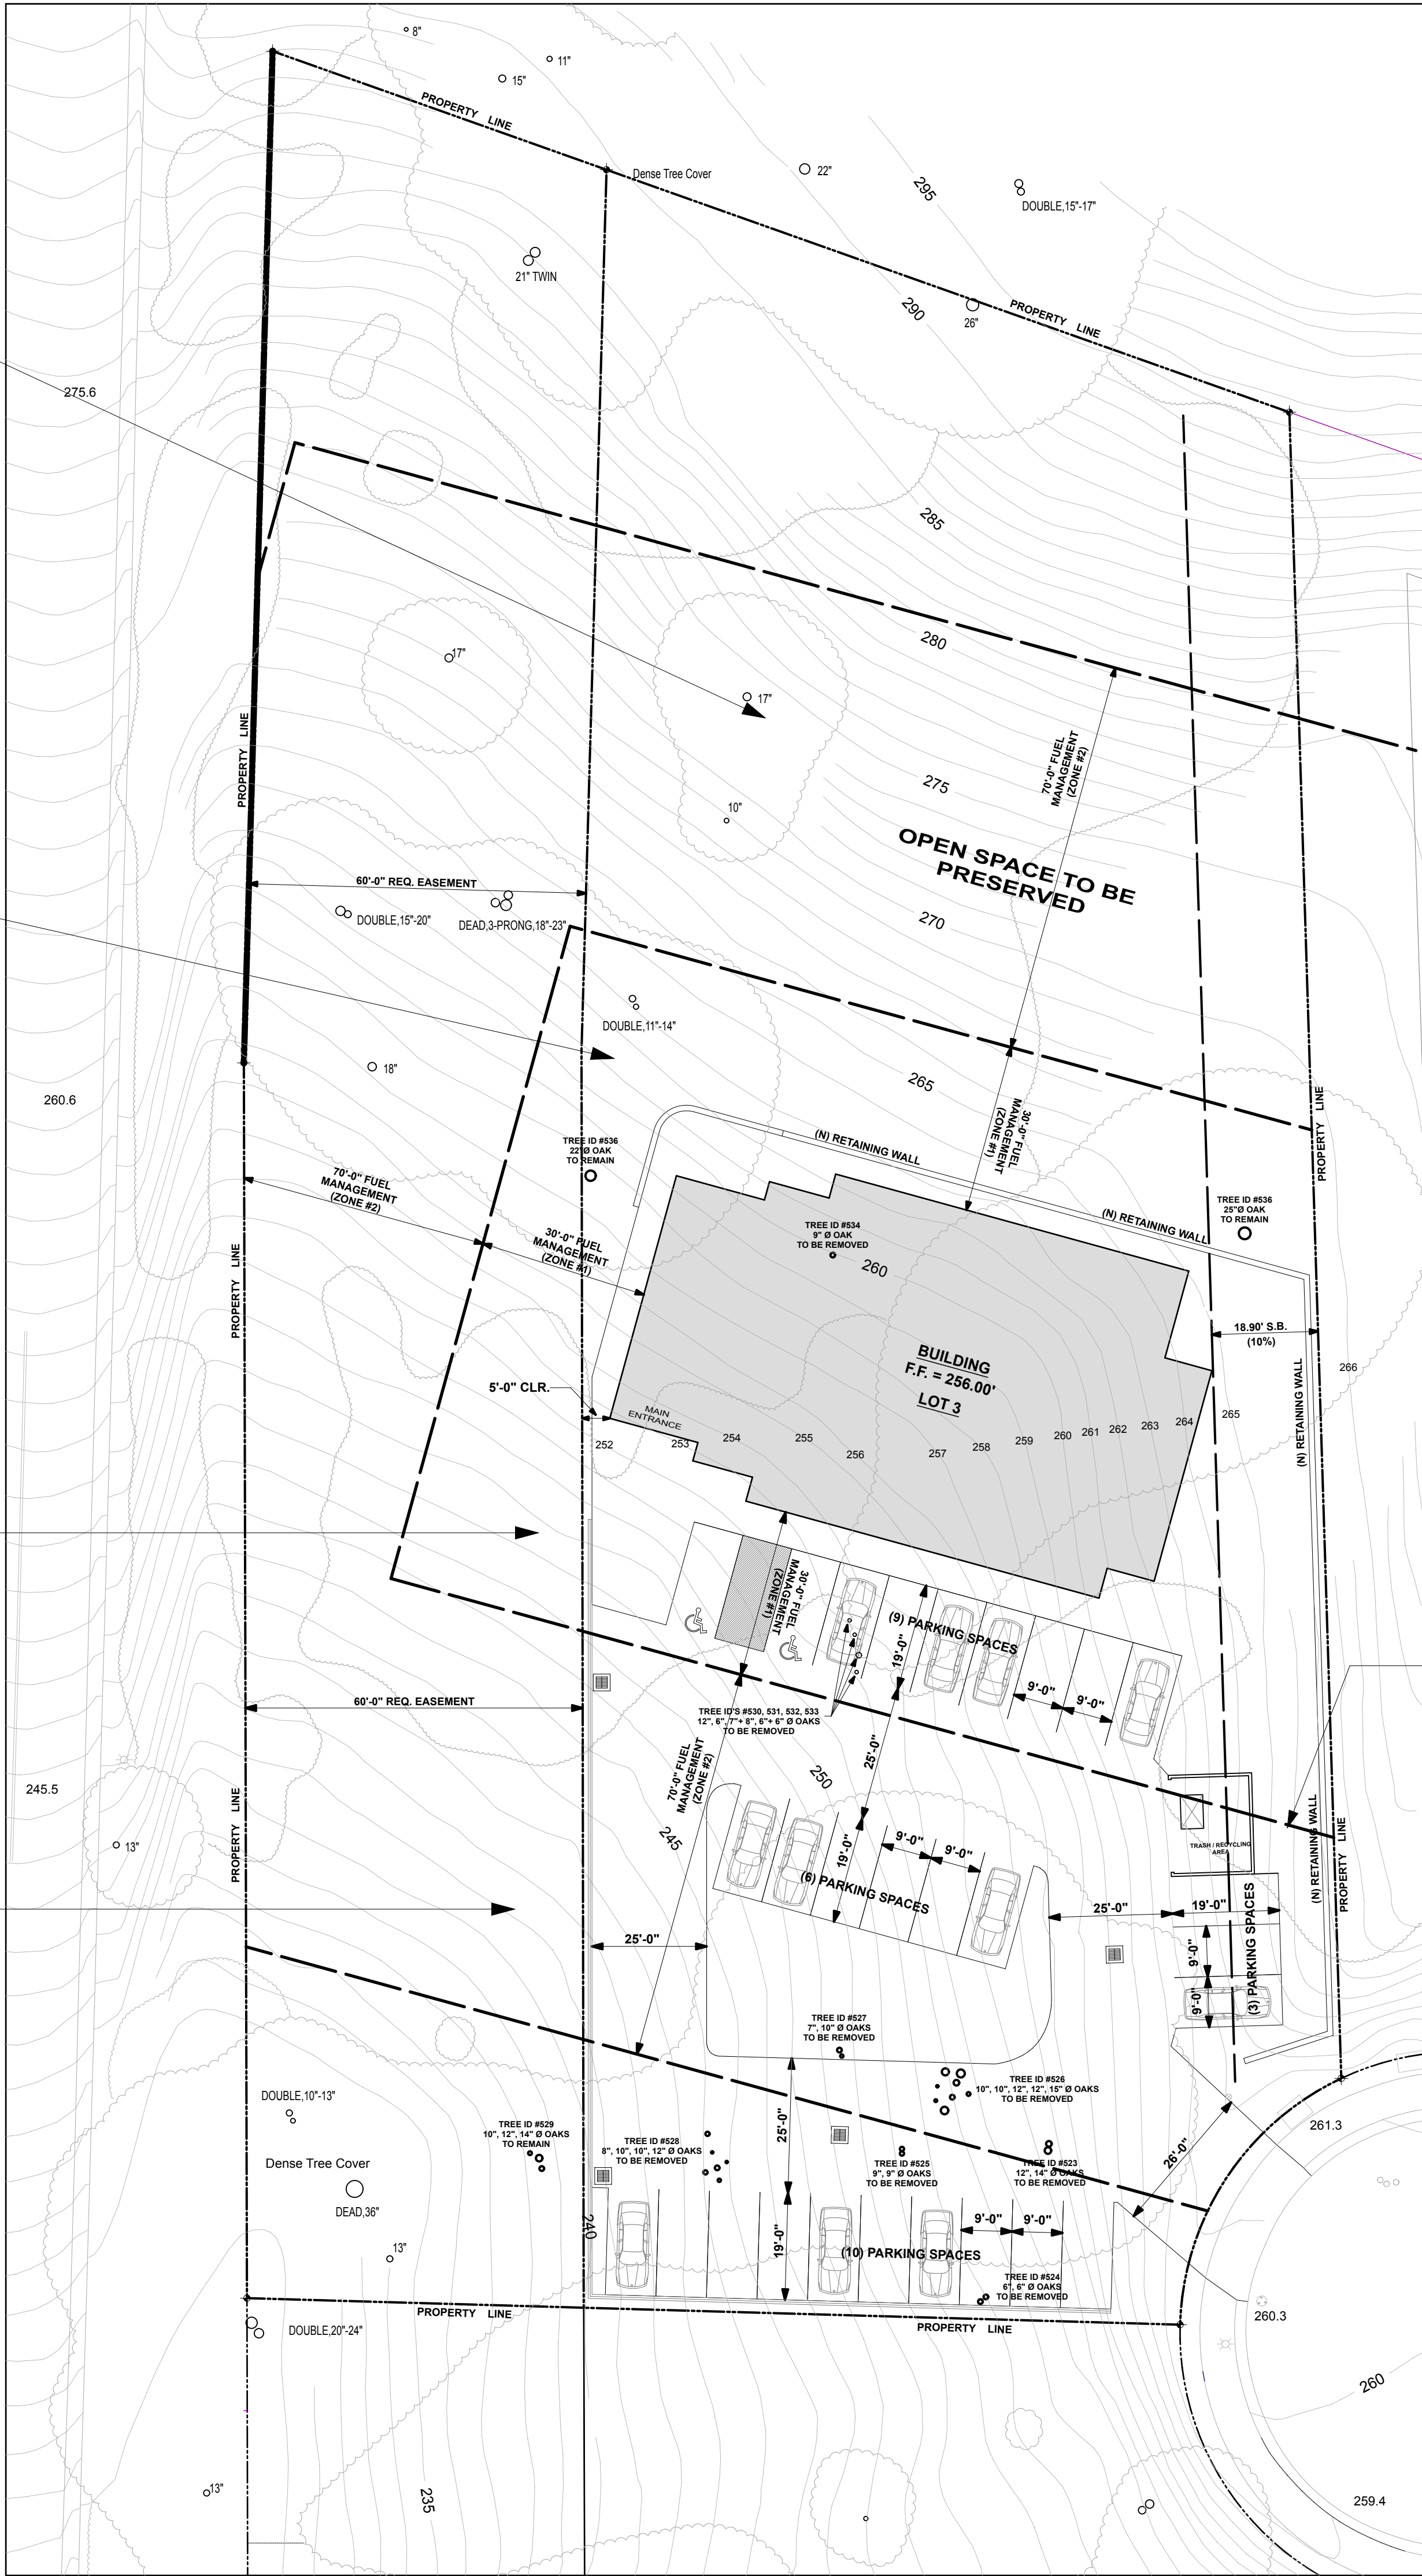 8"
11"
15"
PROPERTY LINE
Dense Tree Cover
22"
295
DOUBLE,15"-17"
21" TWIN
290
26"
PROPERTY LINE
275.6
285
280
17"
17"
70'-0" FUEL
MANAGEMENT
(ZONE #2)
PROPERTY LINE
275
10"
OPEN SPACE TO BE
PRESERVED
60'-0" REQ. EASEMENT
DOUBLE,15"-20"
DEAD,3-PRONG,18"-23"
270
DOUBLE,11"-14"
18"
265
260.6
30'-0" FUEL
MANAGEMENT
(ZONE #1)
PROPERTY LINE
(N) RETAINING WALL
TREE ID #536
22"Ø OAK
TO REMAIN
70'-0" FUEL
MANAGEMENT
(ZONE #2)
TREE ID #536
25"Ø OAK
TO REMAIN
(N) RETAINING WALL
TREE ID #534
9" Ø OAK
TO BE REMOVED
260
30'-0" FUEL
MANAGEMENT
(ZONE #1)
PROPERTY LINE
18.90' S.B.
(10%)
BUILDING
F.F. = 256.00'
LOT 3
266
5'-0" CLR.
MAIN
ENTRANCE
(N) RETAINING WALL
252
253
254
255
256
257
258
259
260
261
262
263
264
265
30'-0" FUEL
MANAGEMENT
(ZONE #1)
(9) PARKING SPACES
19'-0"
9'-0"
9'-0"
60'-0" REQ. EASEMENT
TREE ID'S #530, 531, 532, 533
12", 6", 7"+ 8", 6"+ 6" Ø OAKS
TO BE REMOVED
25'-0"
70'-0" FUEL
MANAGEMENT
(ZONE #2)
250
245
245.5
13"
PROPERTY LINE
9'-0"
9'-0"
19'-0"
(6) PARKING SPACES
TRASH / RECYCLING
AREA
(N) RETAINING WALL
PROPERTY LINE
25'-0"
25'-0"
19'-0"
9'-0"
9'-0"
(3) PARKING SPACES
TREE ID #527
7", 10" Ø OAKS
TO BE REMOVED
TREE ID #526
10", 10", 12", 12", 15" Ø OAKS
TO BE REMOVED
DOUBLE,10"-13"
TREE ID #529
10", 12", 14" Ø OAKS
TO REMAIN
TREE ID #528
8", 10", 10", 12" Ø OAKS
TO BE REMOVED
25'-0"
TREE ID #525
9", 9" Ø OAKS
TO BE REMOVED
TREE ID #523
12", 14" Ø OAKS
TO BE REMOVED
26'-0"
261.3
Dense Tree Cover
DEAD,36"
240
19'-0"
9'-0"
9'-0"
(10) PARKING SPACES
13"
TREE ID #524
6", 6" Ø OAKS
TO BE REMOVED
PROPERTY LINE
PROPERTY LINE
260.3
DOUBLE,20"-24"
260
13"
235
259.4